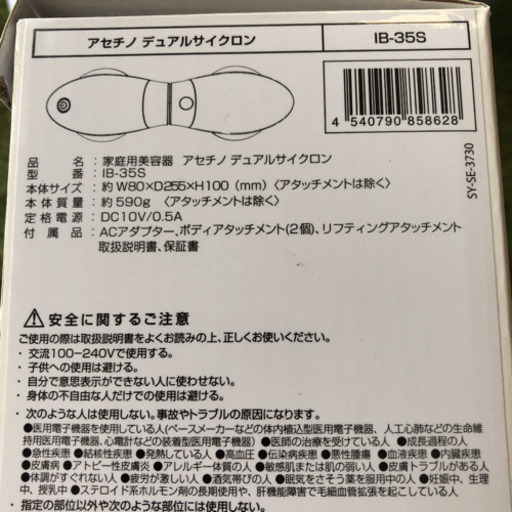 アセチノ デュアルサイクロン
IB-35S
4 540790 858628
SY-SE-3730
品名：家庭用美容器 アセチノ デュアルサイクロン
型番：IB-35S
本体サイズ：約 W80×D255×H100（mm）〈アタッチメントは除く〉
本体質量：約 590g〈アタッチメントは除く〉
定格電源：DC10V/0.5A
付属品：ACアダプター、ボディアタッチメント(2個)、リフティングアタッチメント
取扱説明書、保証書
安全に関するご注意
ご使用の際は取扱説明書をよくお読みの上、正しくお使いください。
・交流100-240Vで使用する。
・子供への使用は避ける。
・自分で意思表示ができない人に使わせない。
・身体の不自由な人だけでの使用は避ける。
・次のような人は使用しない。事故やトラブルの原因になります。
●医用電子機器を使用している人(ペースメーカーなどの体内植込型医用電子機器、人工心肺などの生命維
持用医用電子機器、心電計などの装着型医用電子機器) ●医師の治療を受けている人 ●成長過程の人
●急性疾患 ●結核性疾患 ●発熱している人 ●高血圧 ●伝染病疾患 ●悪性腫瘍 ●血液疾患 ●内臓疾患
●皮膚病 ●アトピー性皮膚炎 ●アレルギー体質の人 ●敏感肌または肌の弱い人 ●皮膚トラブルがある人
●体調がすぐれない人 ●疲労が激しい人 ●酒気帯びの人 ●眠気をさそう薬を服用中の人 ●妊娠中、生理
中、授乳中 ●ステロイド系ホルモン剤の長期使用や、肝機能障害で毛細血管拡張を起こしている人
・指定の部位以外や次の部位には使用しない